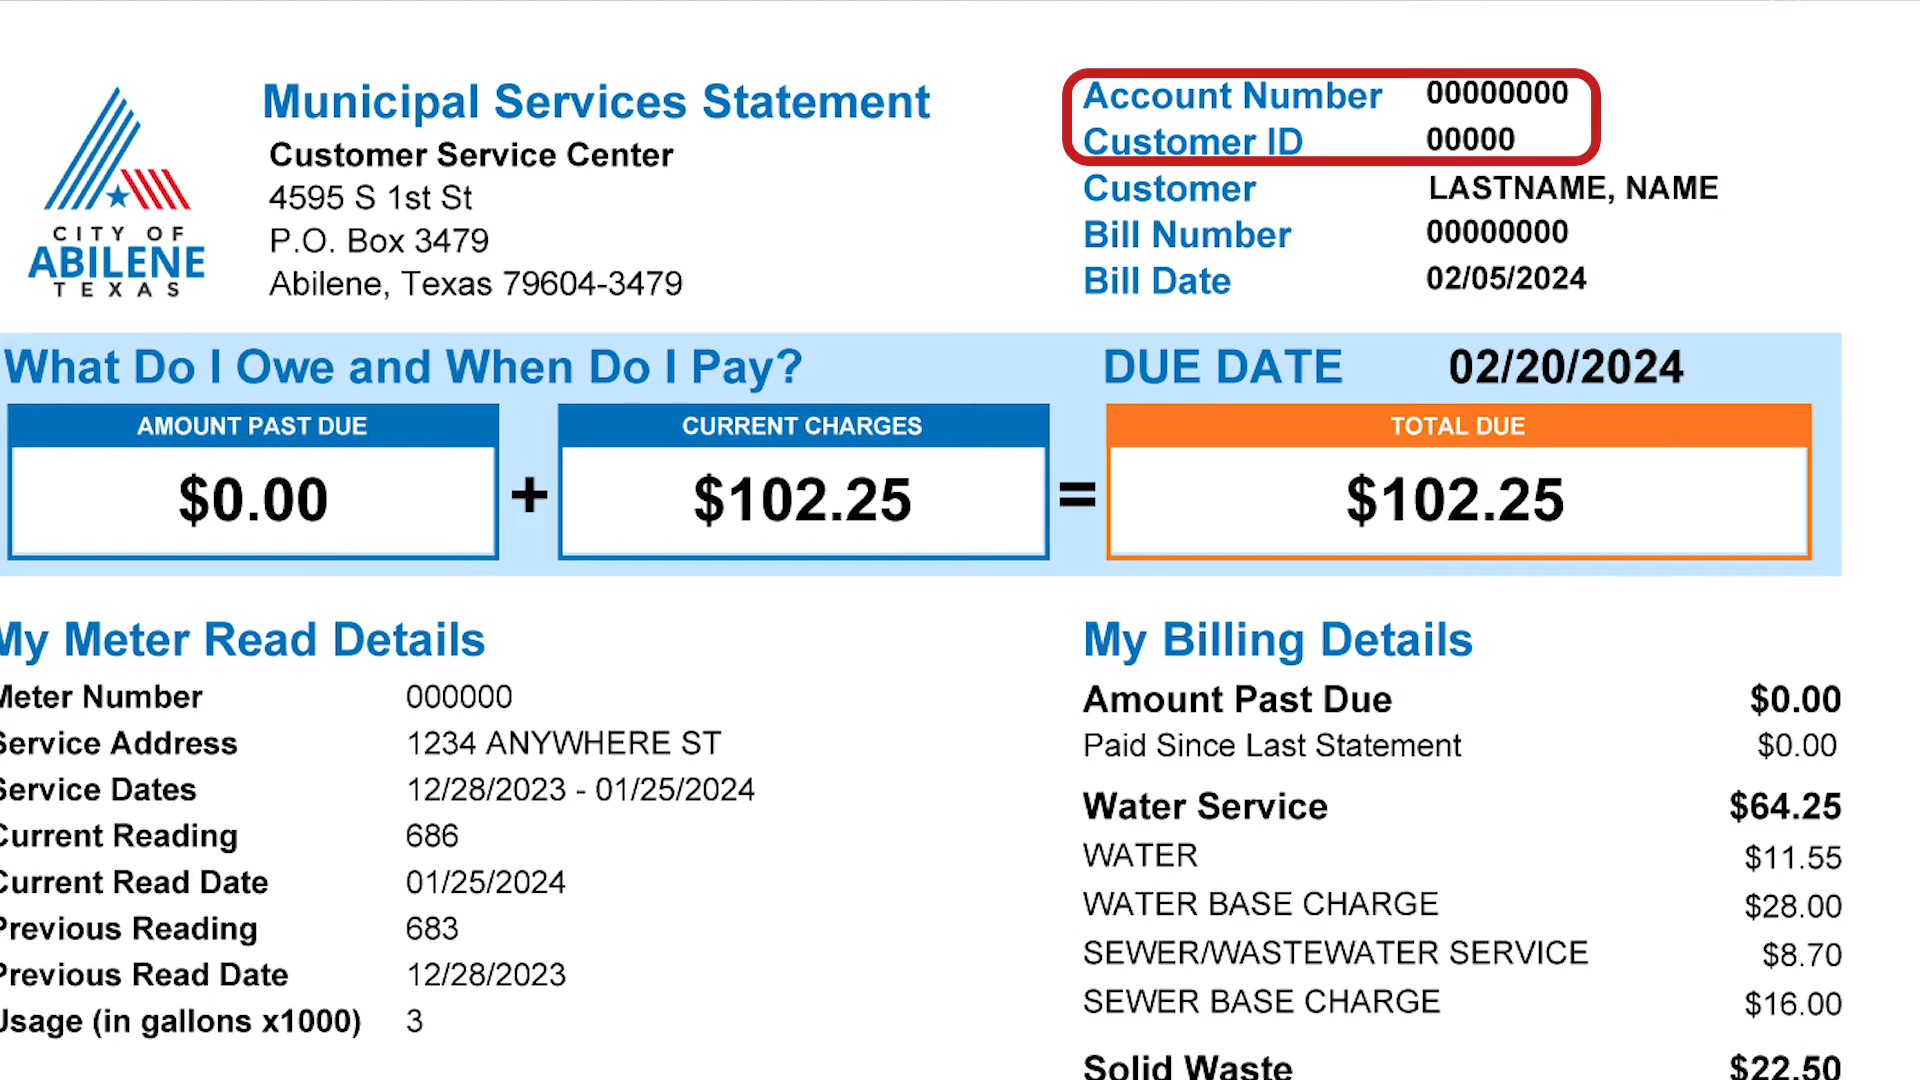 CITY OF
ABILENE
TEXAS
Municipal Services Statement
Customer Service Center
4595 S 1st St
P.O. Box 3479
Abilene, Texas 79604-3479
Account Number 00000000
Customer ID 00000
Customer LASTNAME, NAME
Bill Number 00000000
Bill Date 02/05/2024
What Do I Owe and When Do I Pay? DUE DATE 02/20/2024
AMOUNT PAST DUE CURRENT CHARGES TOTAL DUE
$0.00 + $102.25 = $102.25
My Meter Read Details
Meter Number 000000
Service Address 1234 ANYWHERE ST
Service Dates 12/28/2023 - 01/25/2024
Current Reading 686
Current Read Date 01/25/2024
Previous Reading 683
Previous Read Date 12/28/2023
Usage (in gallons x1000) 3
My Billing Details
Amount Past Due $0.00
Paid Since Last Statement $0.00
Water Service $64.25
WATER $11.55
WATER BASE CHARGE $28.00
SEWER/WASTEWATER SERVICE $8.70
SEWER BASE CHARGE $16.00
Solid Waste $22.50